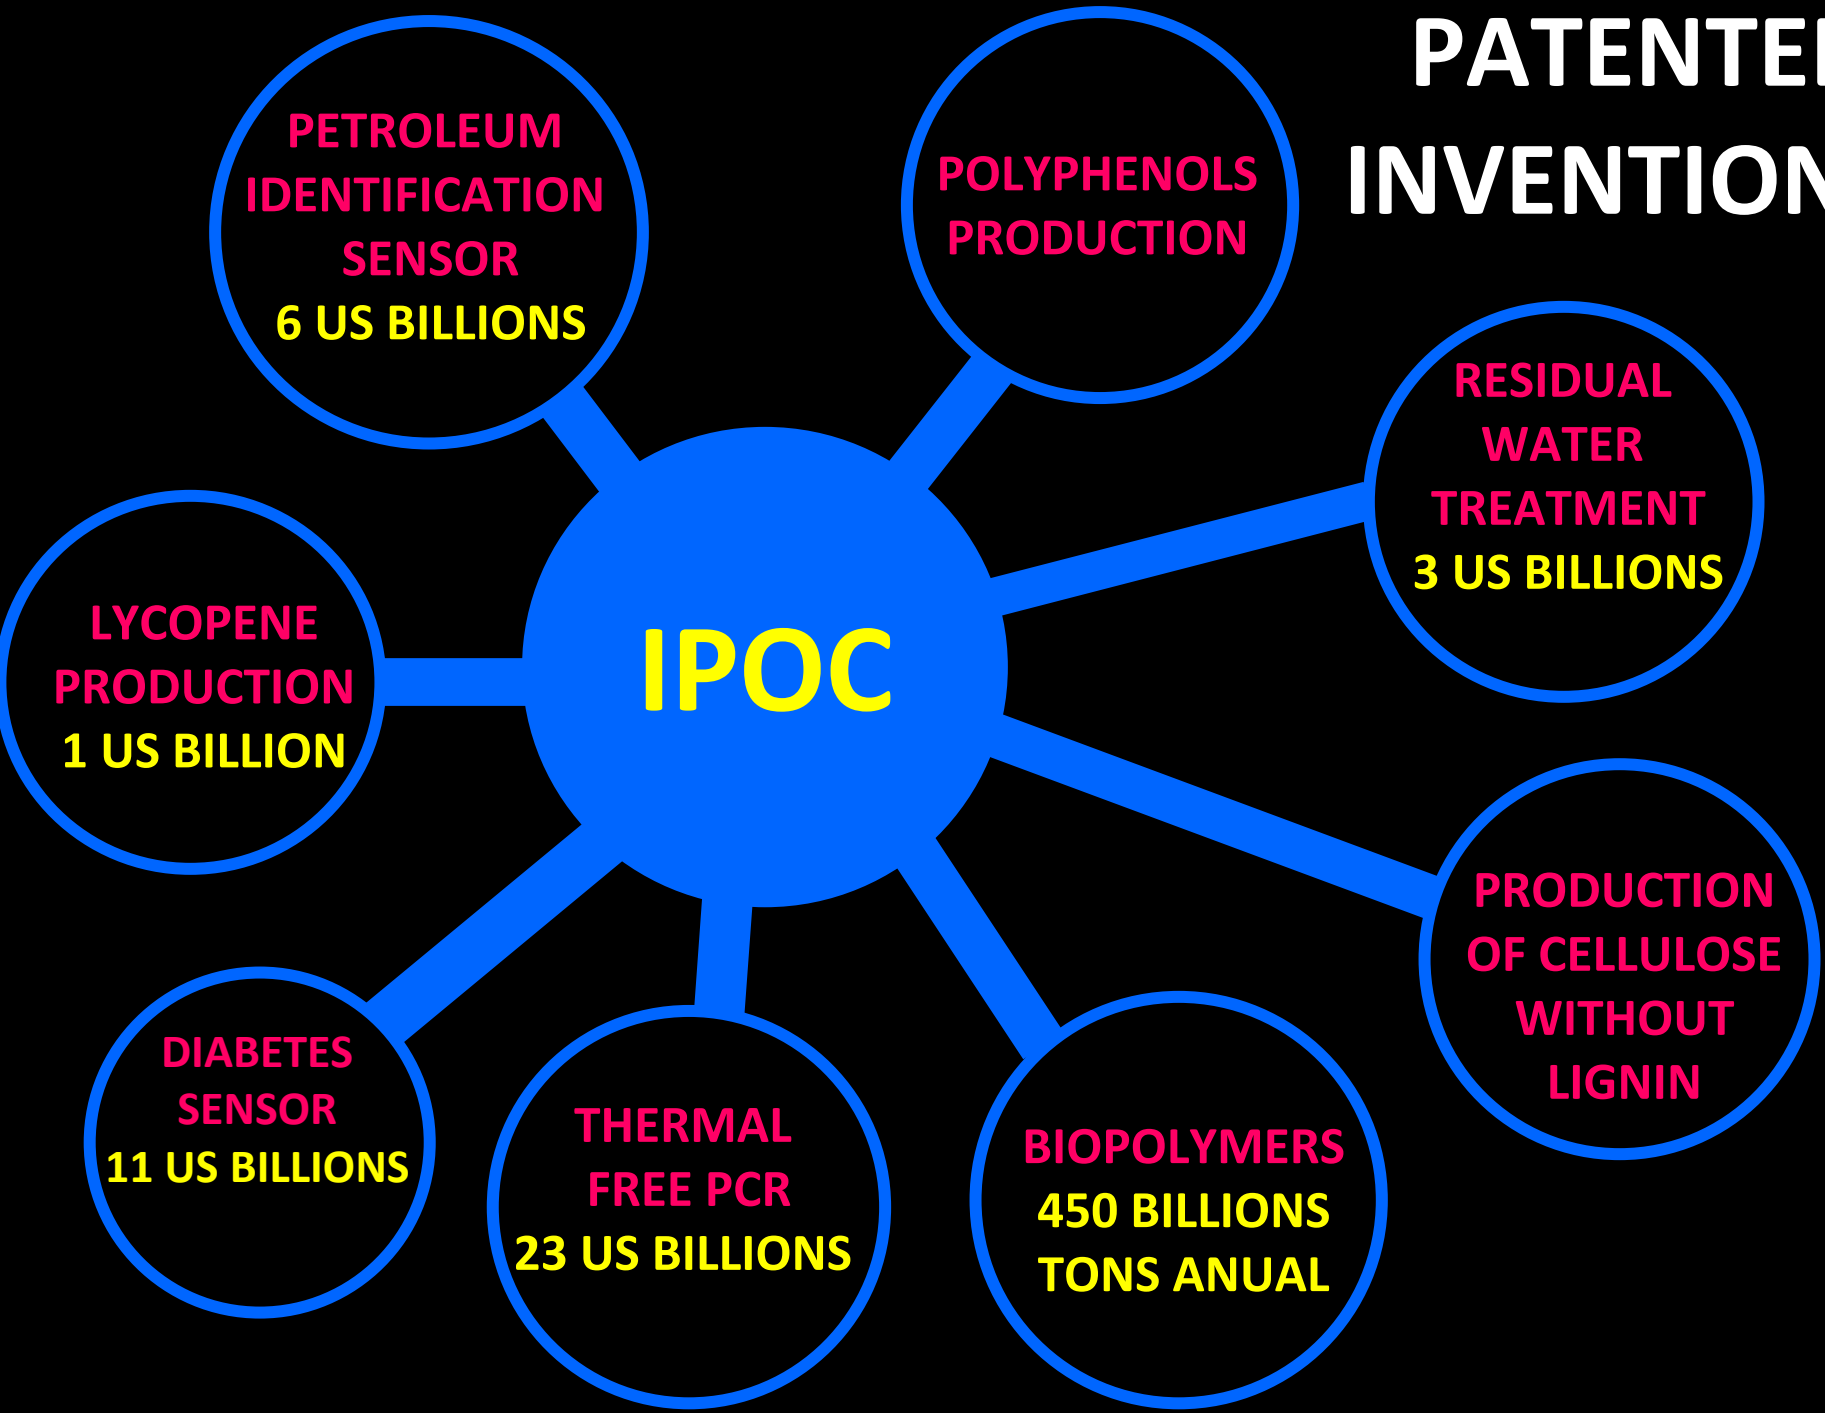 PATENTE
INVENTION
PETROLEUM
IDENTIFICATION
SENSOR
6 US BILLIONS
POLYPHENOLS
PRODUCTION
RESIDUAL
WATER
TREATMENT
3 US BILLIONS
LYCOPENE
PRODUCTION
1 US BILLION
IPOC
PRODUCTION
OF CELLULOSE
WITHOUT
LIGNIN
DIABETES
SENSOR
11 US BILLIONS
THERMAL
FREE PCR
23 US BILLIONS
BIOPOLYMERS
450 BILLIONS
TONS ANUAL